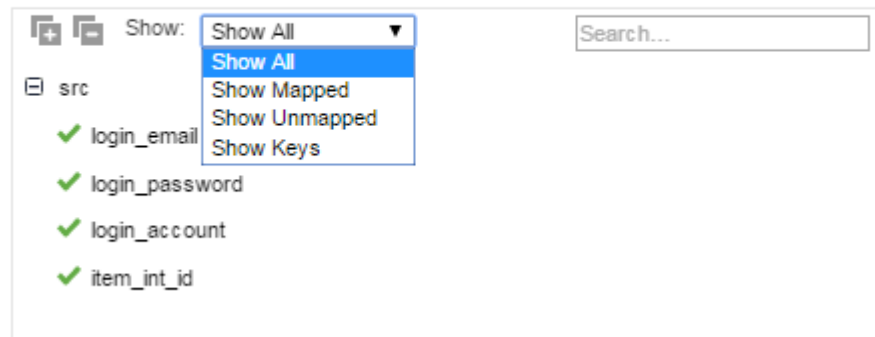 Show: Show All Search...
Show All
src Show Mapped
Show Unmapped
login_email Show Keys
login_password
login_account
item_int_id